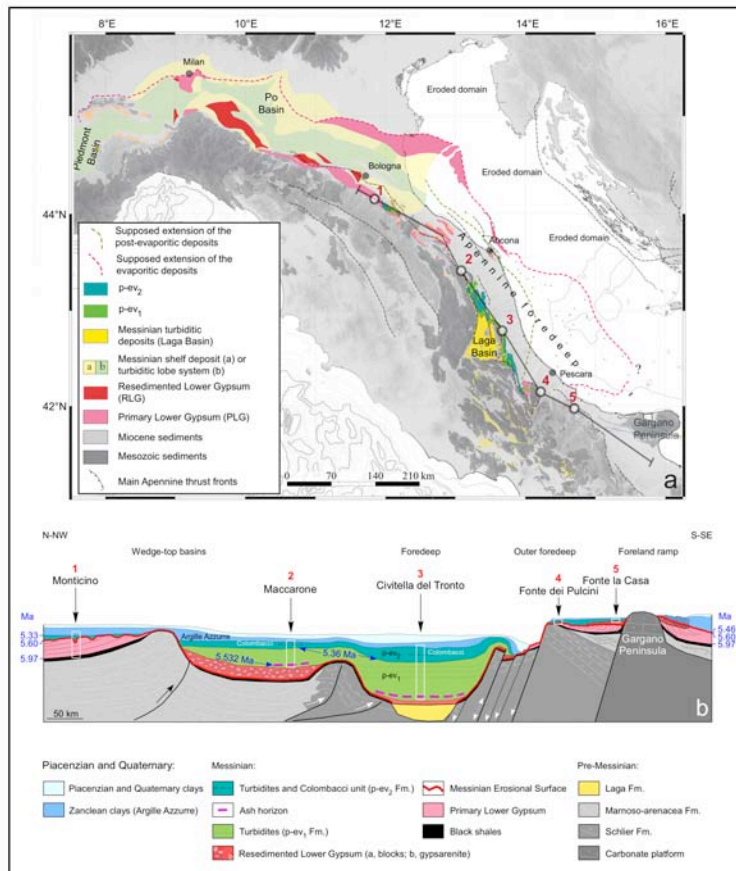 8°E 10°E 12°E 14°E 16°E
Milan
Po
Basin
Piedmont
Basin
Eroded domain
Eroded domain
Bologna
1
44°N
Eroded domain
Ancona
Apennine foredeep
2
3
Laga
Basin
Pescara
4
5
?
42°N
Gargano
Peninsula
Supposed extension of the
post-evaporitic deposits
Supposed extension of the
evaporitic deposits
p-ev2
p-ev1
Messinian turbiditic
deposits (Laga Basin)
a b Messinian shelf deposit (a) or
turbiditic lobe system (b)
Resedimented Lower Gypsum
(RLG)
Primary Lower Gypsum (PLG)
Miocene sediments
Mesozoic sediments
Main Apennine thrust fronts
0 70 140 210 km
a
N-NW S-SE
Wedge-top basins Foredeep Outer foredeep Foreland ramp
1
Monticino
2
Maccarone
3
Civitella del Tronto
4
Fonte dei Pulcini
5
Fonte la Casa
Ma
5.33
5.60
5.97
Argille Azzurre
Colombacci
5.532 Ma
5.36 Ma
p-ev2
Colombacci
p-ev1
Gargano
Peninsula
Ma
5.46
5.60
5.97
50 km
b
Piacenzian and Quaternary:
Piacenzian and Quaternary clays
Zanclean clays (Argille Azzurre)
Messinian:
Turbidites and Colombacci unit (p-ev2 Fm.)
Ash horizon
Turbidites (p-ev1 Fm.)
Resedimented Lower Gypsum (a, blocks; b, gypsarenite)
Messinian Erosional Surface
Primary Lower Gypsum
Black shales
Pre-Messinian:
Laga Fm.
Marnoso-arenacea Fm.
Schlier Fm.
Carbonate platform